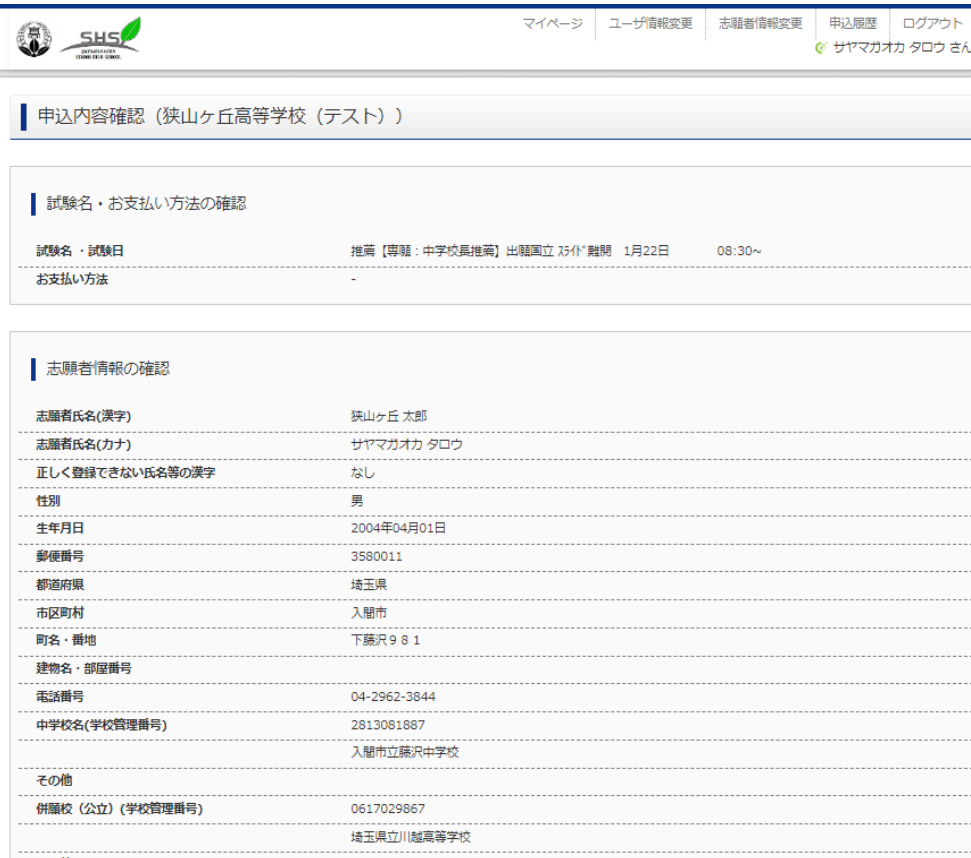 SHS
マイページ ユーザ情報変更 志願者情報変更 申込履歴 ログアウト
サヤマガオカ タロウ さん
申込内容確認（狭山ヶ丘高等学校（テスト））
試験名・お支払い方法の確認
試験名 ・試験日 推薦【専願：中学校長推薦】出願国立 ｽﾗｲﾄﾞ難関 1月22日 08:30~
お支払い方法 -
志願者情報の確認
志願者氏名(漢字) 狭山ヶ丘 太郎
志願者氏名(カナ) サヤマガオカ タロウ
正しく登録できない氏名等の漢字 なし
性別 男
生年月日 2004年04月01日
郵便番号 3580011
都道府県 埼玉県
市区町村 入間市
町名・番地 下藤沢９８１
建物名・部屋番号
電話番号 04-2962-3844
中学校名(学校管理番号) 2813081887
入間市立藤沢中学校
その他
併願校（公立）(学校管理番号) 0617029867
埼玉県立川越高等学校